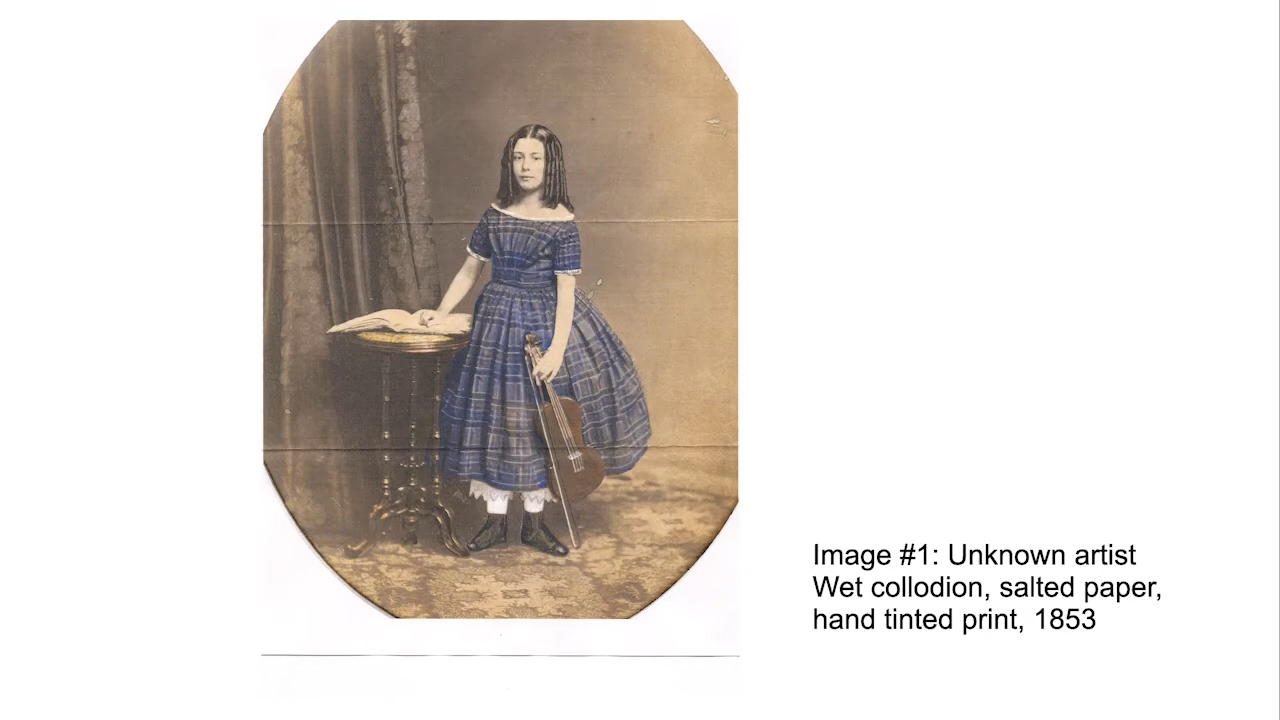 Image #1: Unknown artist
Wet collodion, salted paper,
hand tinted print, 1853